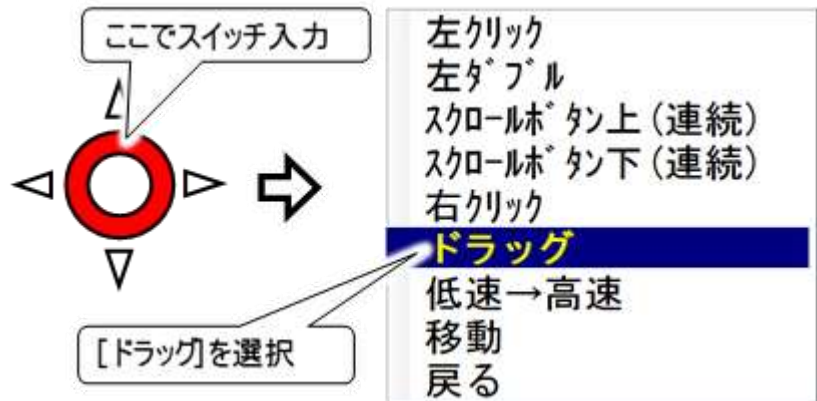 ここでスイッチ入力
左ｸﾘｯｸ
左ﾀﾞﾌﾞﾙ
ｽｸﾛｰﾙﾎﾞﾀﾝ上(連続)
ｽｸﾛｰﾙﾎﾞﾀﾝ下(連続)
右ｸﾘｯｸ
ドラッグ
低速→高速
移動
戻る
[ドラッグ]を選択